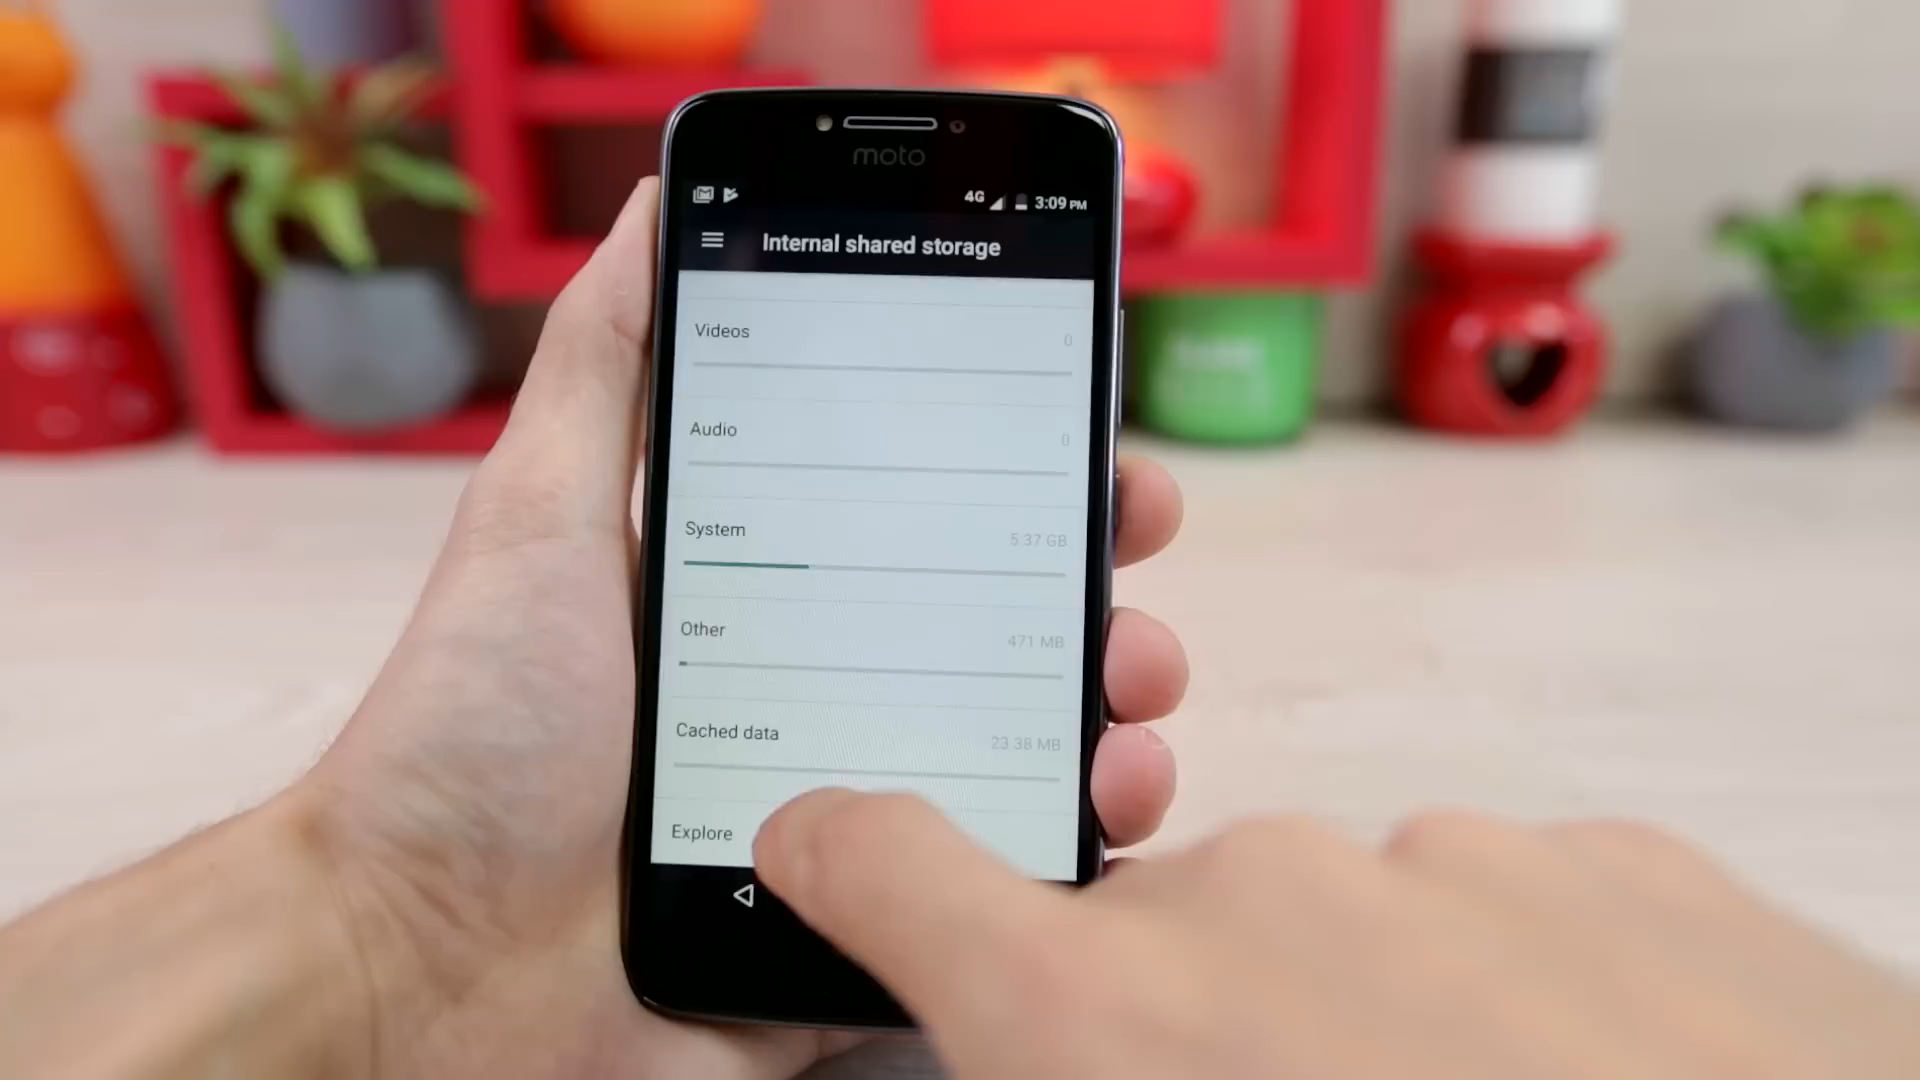 moto
4G 3:09 PM
Internal shared storage
Videos 0
Audio 0
System 5.37 GB
Other 471 MB
Cached data 23.38 MB
Explore